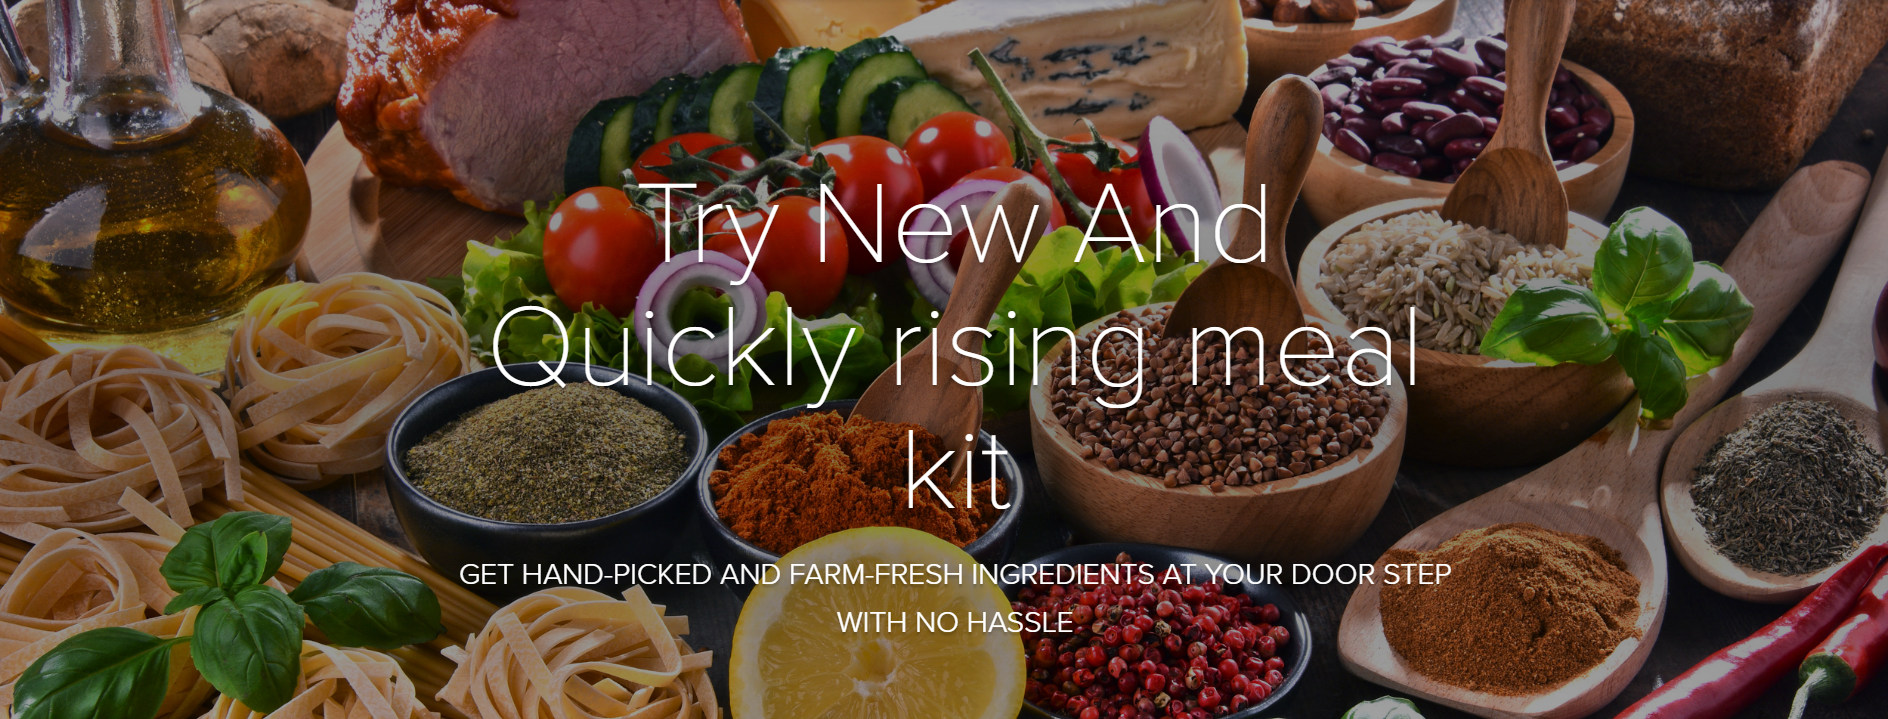 Try New And
Quickly rising meal
kit
GET HAND-PICKED AND FARM-FRESH INGREDIENTS AT YOUR DOOR STEP
WITH NO HASSLE